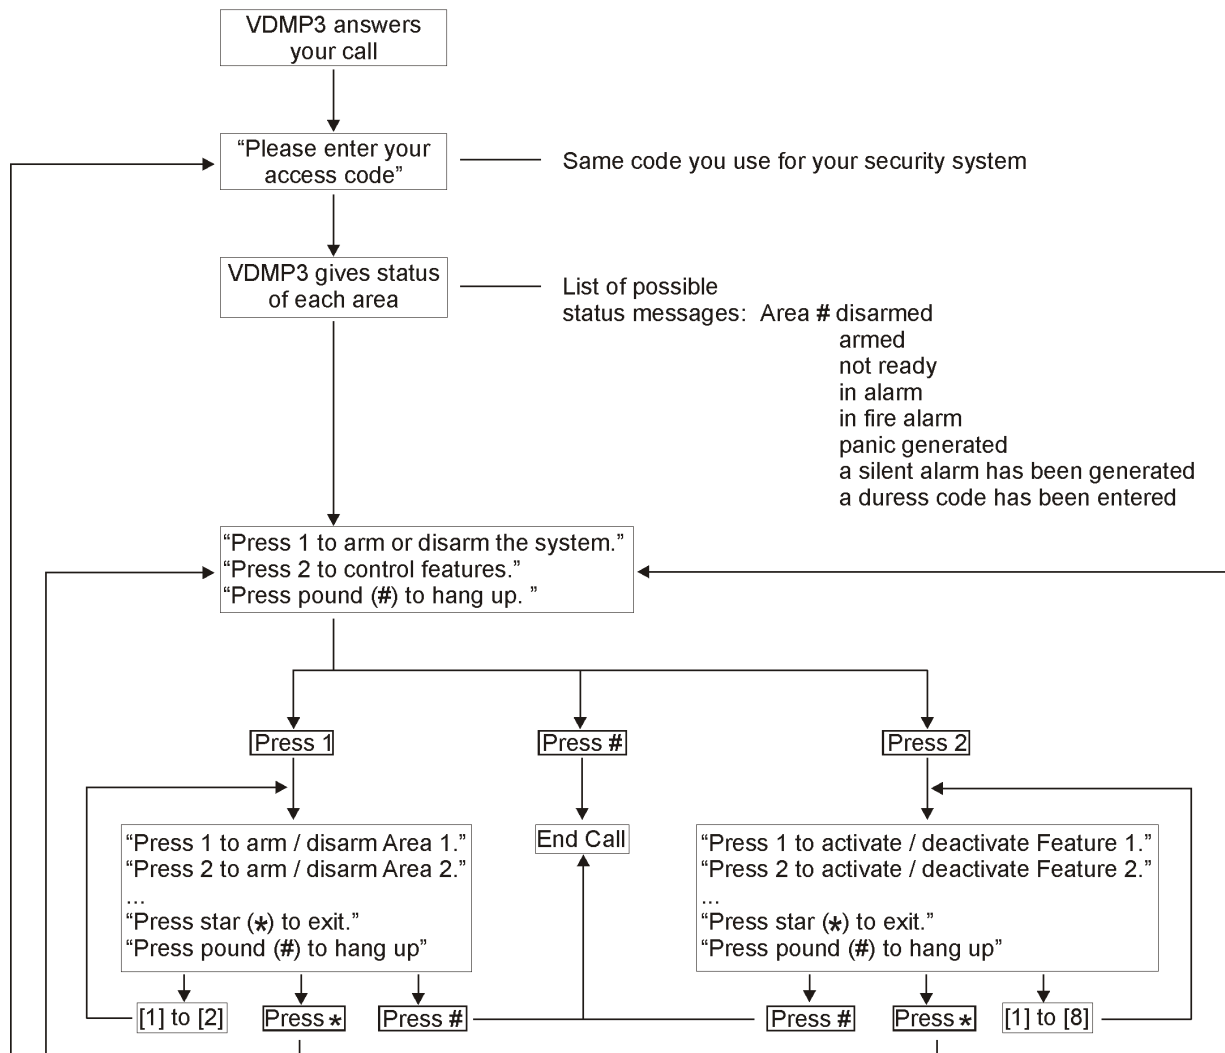 VDMP3 answers
your call
“Please enter your
access code”
Same code you use for your security system
VDMP3 gives status
of each area
List of possible
status messages: Area # disarmed
armed
not ready
in alarm
in fire alarm
panic generated
a silent alarm has been generated
a duress code has been entered
“Press 1 to arm or disarm the system.”
“Press 2 to control features.”
“Press pound (#) to hang up. ”
Press 1
Press #
Press 2
“Press 1 to arm / disarm Area 1.”
“Press 2 to arm / disarm Area 2.”
...
“Press star (*) to exit.”
“Press pound (#) to hang up”
End Call
“Press 1 to activate / deactivate Feature 1.”
“Press 2 to activate / deactivate Feature 2.”
...
“Press star (*) to exit.”
“Press pound (#) to hang up”
[1] to [2]
Press *
Press #
Press #
Press *
[1] to [8]